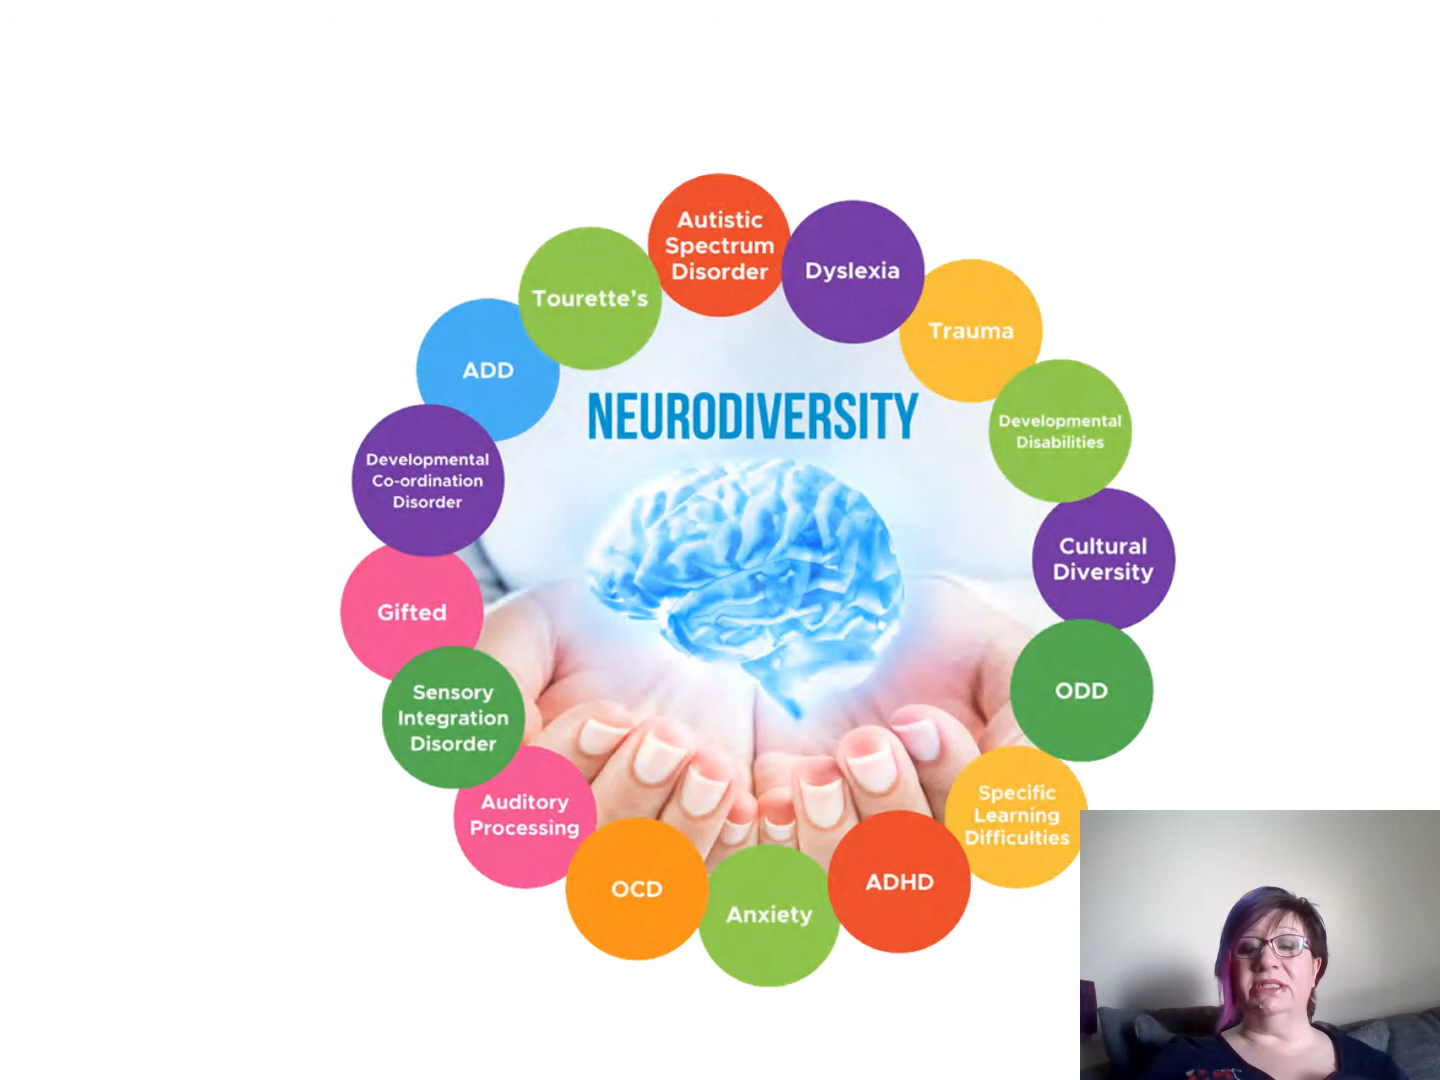 Autistic
Spectrum
Disorder
Dyslexia
Trauma
Developmental
Disabilities
Cultural
Diversity
ODD
Specific
Learning
Difficulties
ADHD
Anxiety
OCD
Auditory
Processing
Sensory
Integration
Disorder
Gifted
Developmental
Co-ordination
Disorder
ADD
Tourette's
NEURODIVERSITY